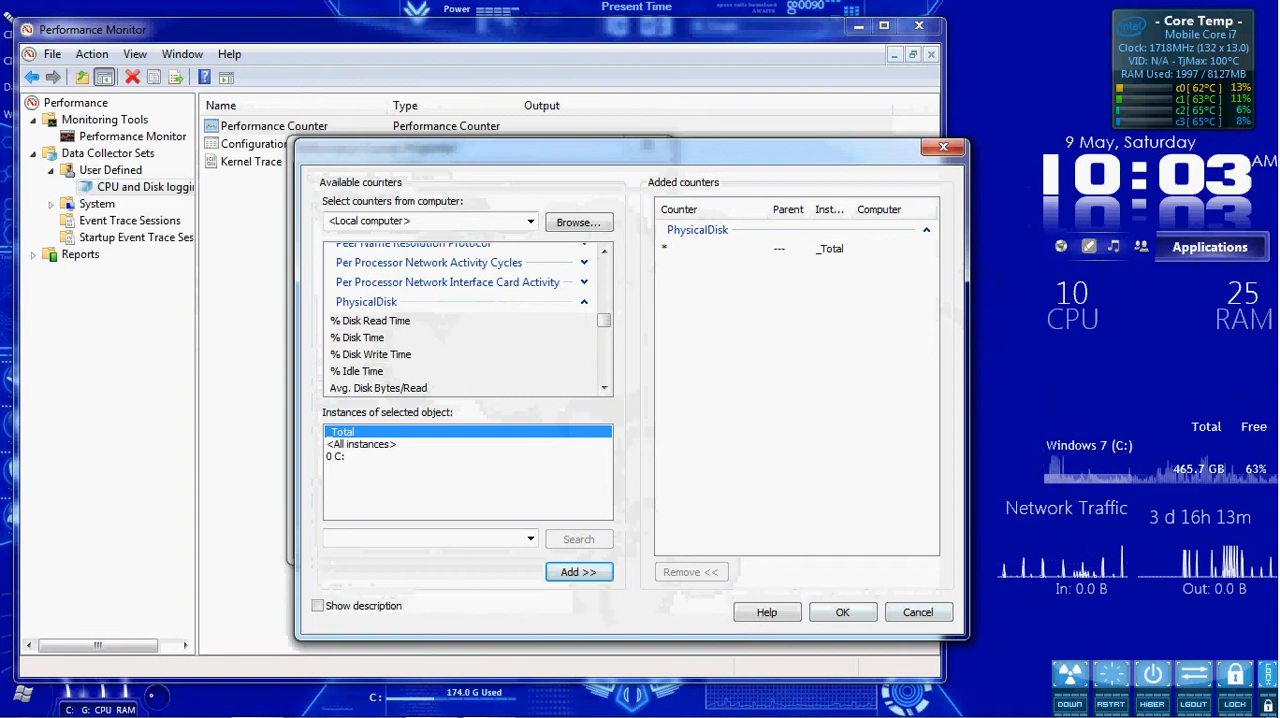 Power
Present Time
Performance Monitor
File Action View Window Help
Performance
Monitoring Tools
Performance Monitor
Data Collector Sets
User Defined
CPU and Disk loggi
System
Event Trace Sessions
Startup Event Trace Ses
Reports
Name Type Output
Performance Counter Performance Counter
Configuratio
Kernel Trace
Available counters
Select counters from computer:
<Local computer>
Browse...
Peer Name Resolution Protocol
Per Processor Network Activity Cycles
Per Processor Network Interface Card Activity
PhysicalDisk
% Disk Read Time
% Disk Time
% Disk Write Time
% Idle Time
Avg. Disk Bytes/Read
Instances of selected object:
_Total
<All instances>
0 C:
Search
Add >>
Show description
Added counters
Counter Parent Inst... Computer
PhysicalDisk
* --- _Total
Remove <<
Help OK Cancel
- Core Temp -
Mobile Core i7
Clock: 1718MHz (132 x 13.0)
VID: N/A - TjMax: 100°C
RAM Used: 1997 / 8127MB
c0[ 62°C ] 13%
c1[ 63°C ] 11%
c2[ 65°C ] 6%
c3[ 65°C ] 8%
9 May, Saturday
10:03 AM
Applications
10 25
CPU RAM
Total Free
Windows 7 (C:)
465.7 GB 63%
Network Traffic 3 d 16h 13m
In: 0.0 B Out: 0.0 B
DOWN RSTRT HIBER LGOUT LOCK
C: G: CPU RAM
C: 174.0 G Used